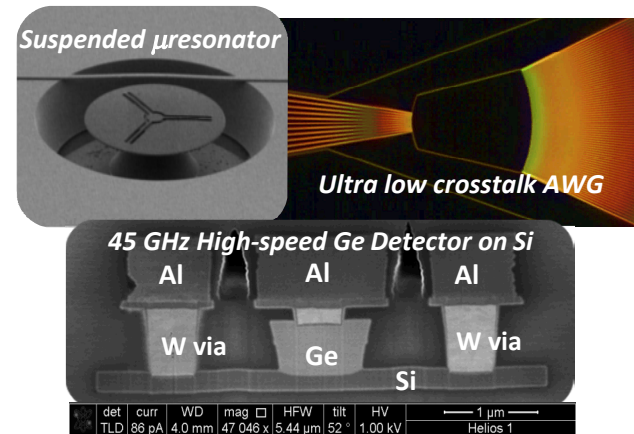 Suspended μresonator
Ultra low crosstalk AWG
45 GHz High-speed Ge Detector on Si
Al Al Al
W via Ge W via
Si
det curr WD mag □ HFW tilt HV 1 μm
TLD 86 pA 4.0 mm 47 046 x 5.44 μm 52 ° 1.00 kV Helios 1